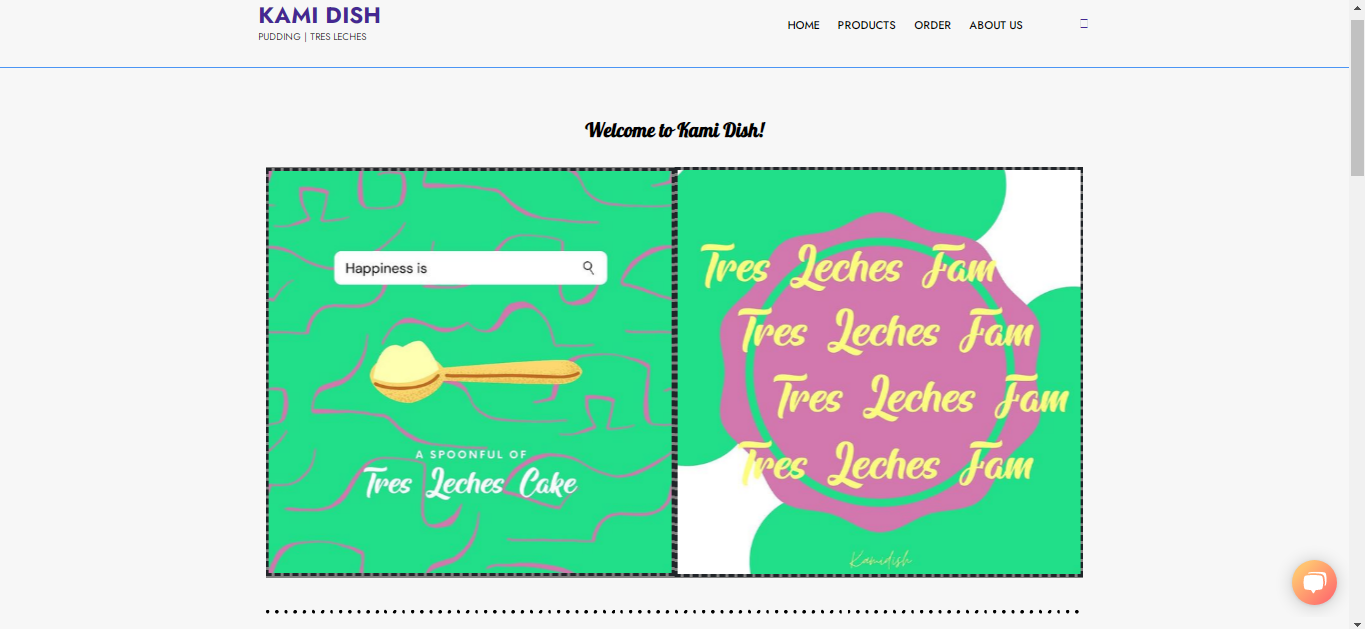 KAMI DISH
PUDDING | TRES LECHES
HOME PRODUCTS ORDER ABOUT US
Welcome to Kami Dish!
Happiness is
A SPOONFUL OF
Tres Leches Cake
Tres Leches Fam
Tres Leches Fam
Tres Leches Fam
Tres Leches Fam
Kamidish